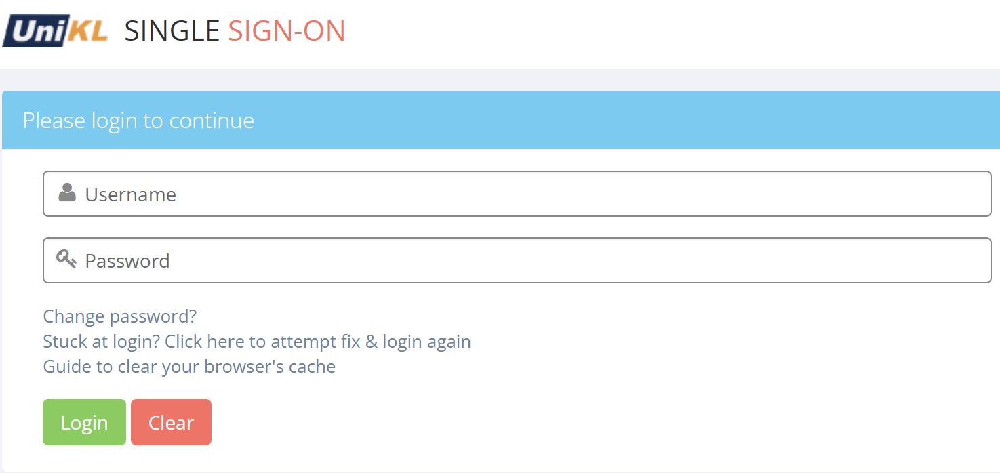 UniKL SINGLE SIGN-ON
Please login to continue
Username
Password
Change password?
Stuck at login? Click here to attempt fix & login again
Guide to clear your browser's cache
Login Clear